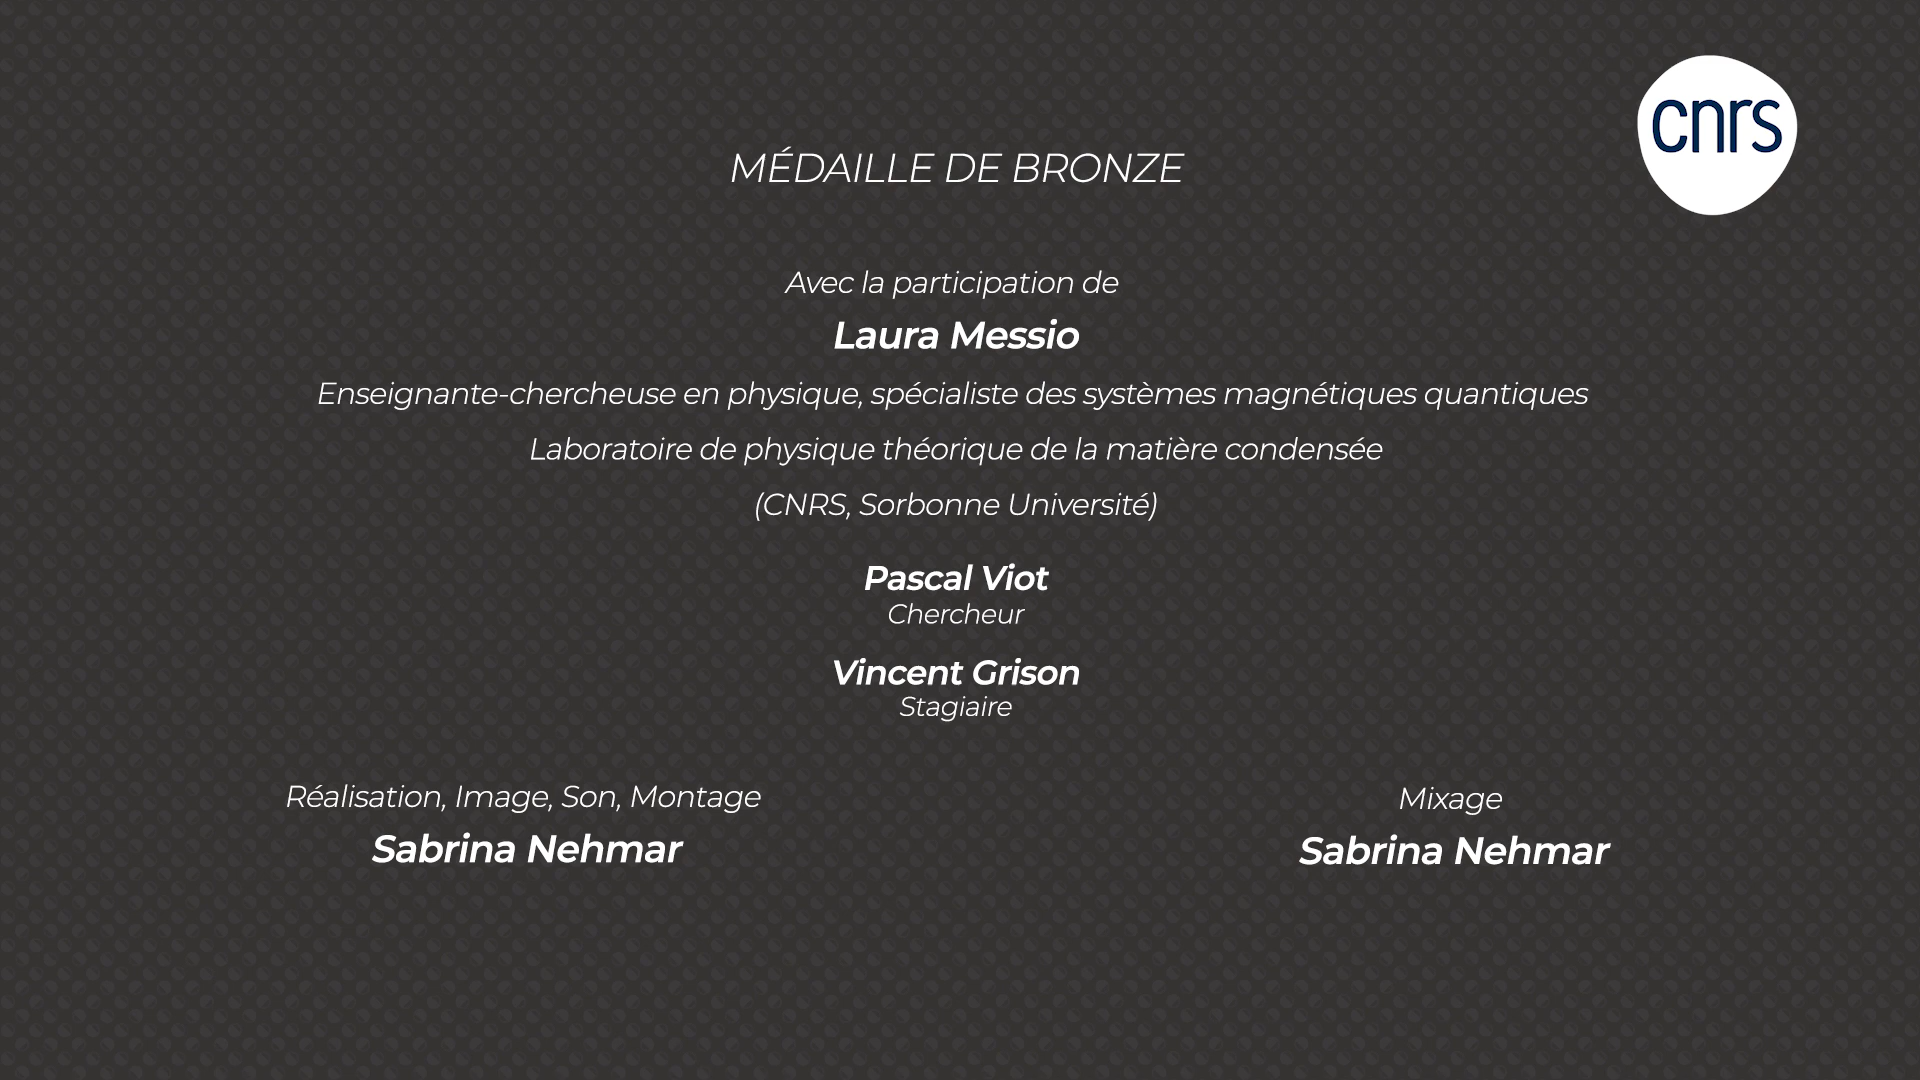 cnrs
MÉDAILLE DE BRONZE
Avec la participation de
Laura Messio
Enseignante-chercheuse en physique, spécialiste des systèmes magnétiques quantiques
Laboratoire de physique théorique de la matière condensée
(CNRS, Sorbonne Université)
Pascal Viot
Chercheur
Vincent Grison
Stagiaire
Réalisation, Image, Son, Montage
Sabrina Nehmar
Mixage
Sabrina Nehmar